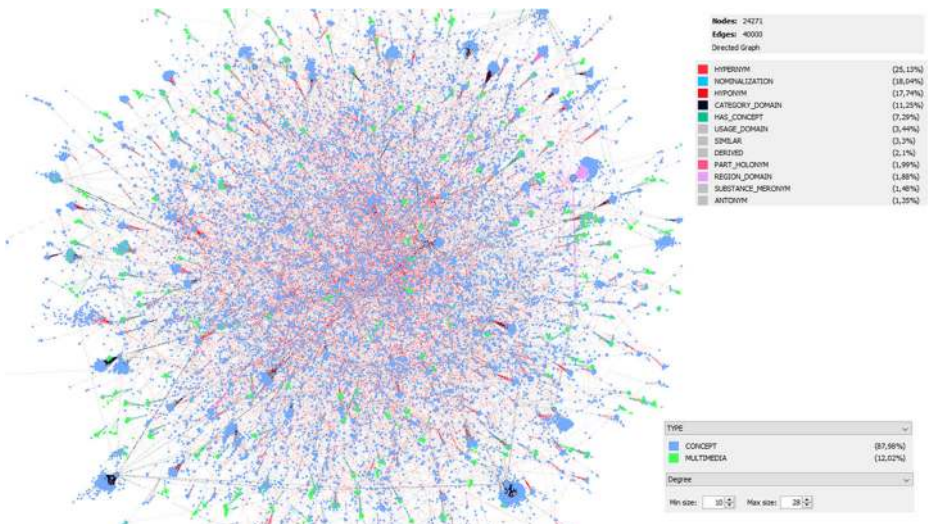 Nodes: 24271
Edges: 40000
Directed Graph
HYPERNYM (25,13%)
NOMINALIZATION (18,04%)
HYPONYM (17,74%)
CATEGORY_DOMAIN (11,25%)
HAS_CONCEPT (7,29%)
USAGE_DOMAIN (3,44%)
SIMILAR (3,3%)
DERIVED (2,1%)
PART_HOLONYM (1,99%)
REGION_DOMAIN (1,88%)
SUBSTANCE_MERONYM (1,48%)
ANTONYM (1,35%)
TYPE
CONCEPT (87,98%)
MULTIMEDIA (12,02%)
Degree
Min size: 10 Max size: 28